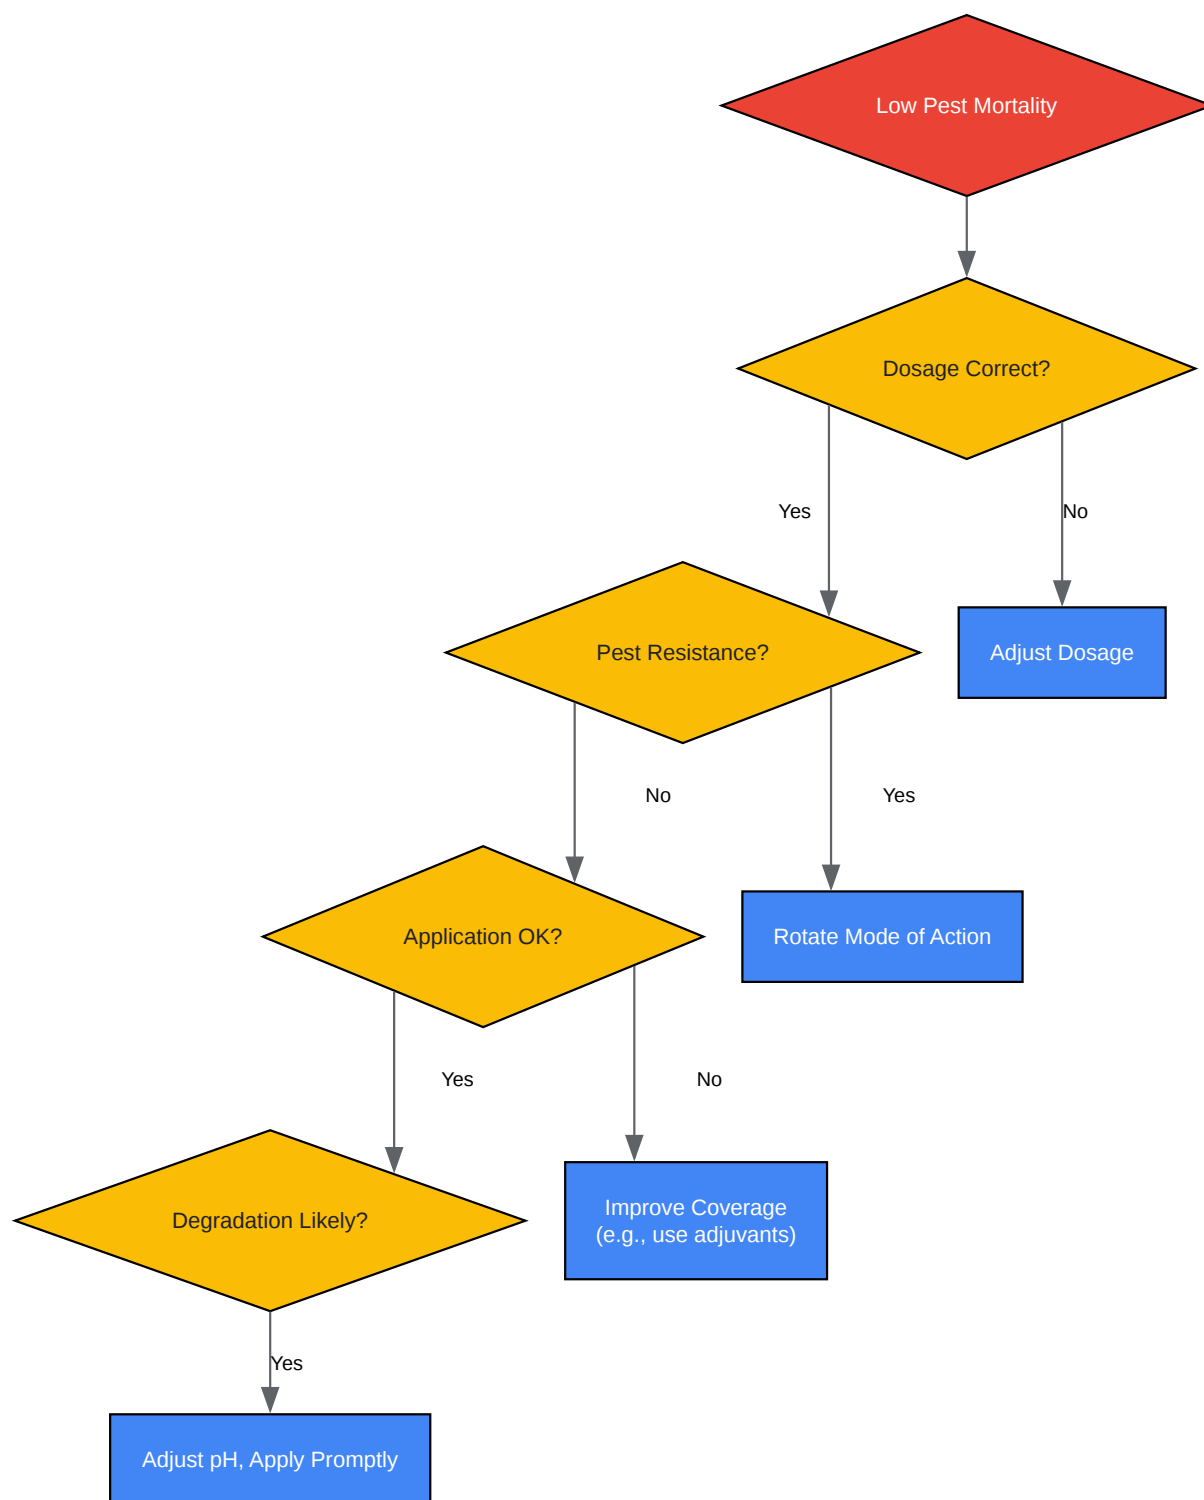 Low Pest Mortality
Dosage Correct?
Yes
No
Pest Resistance?
Adjust Dosage
No
Yes
Application OK?
Rotate Mode of Action
Yes
No
Degradation Likely?
Improve Coverage
(e.g., use adjuvants)
Yes
Adjust pH, Apply Promptly